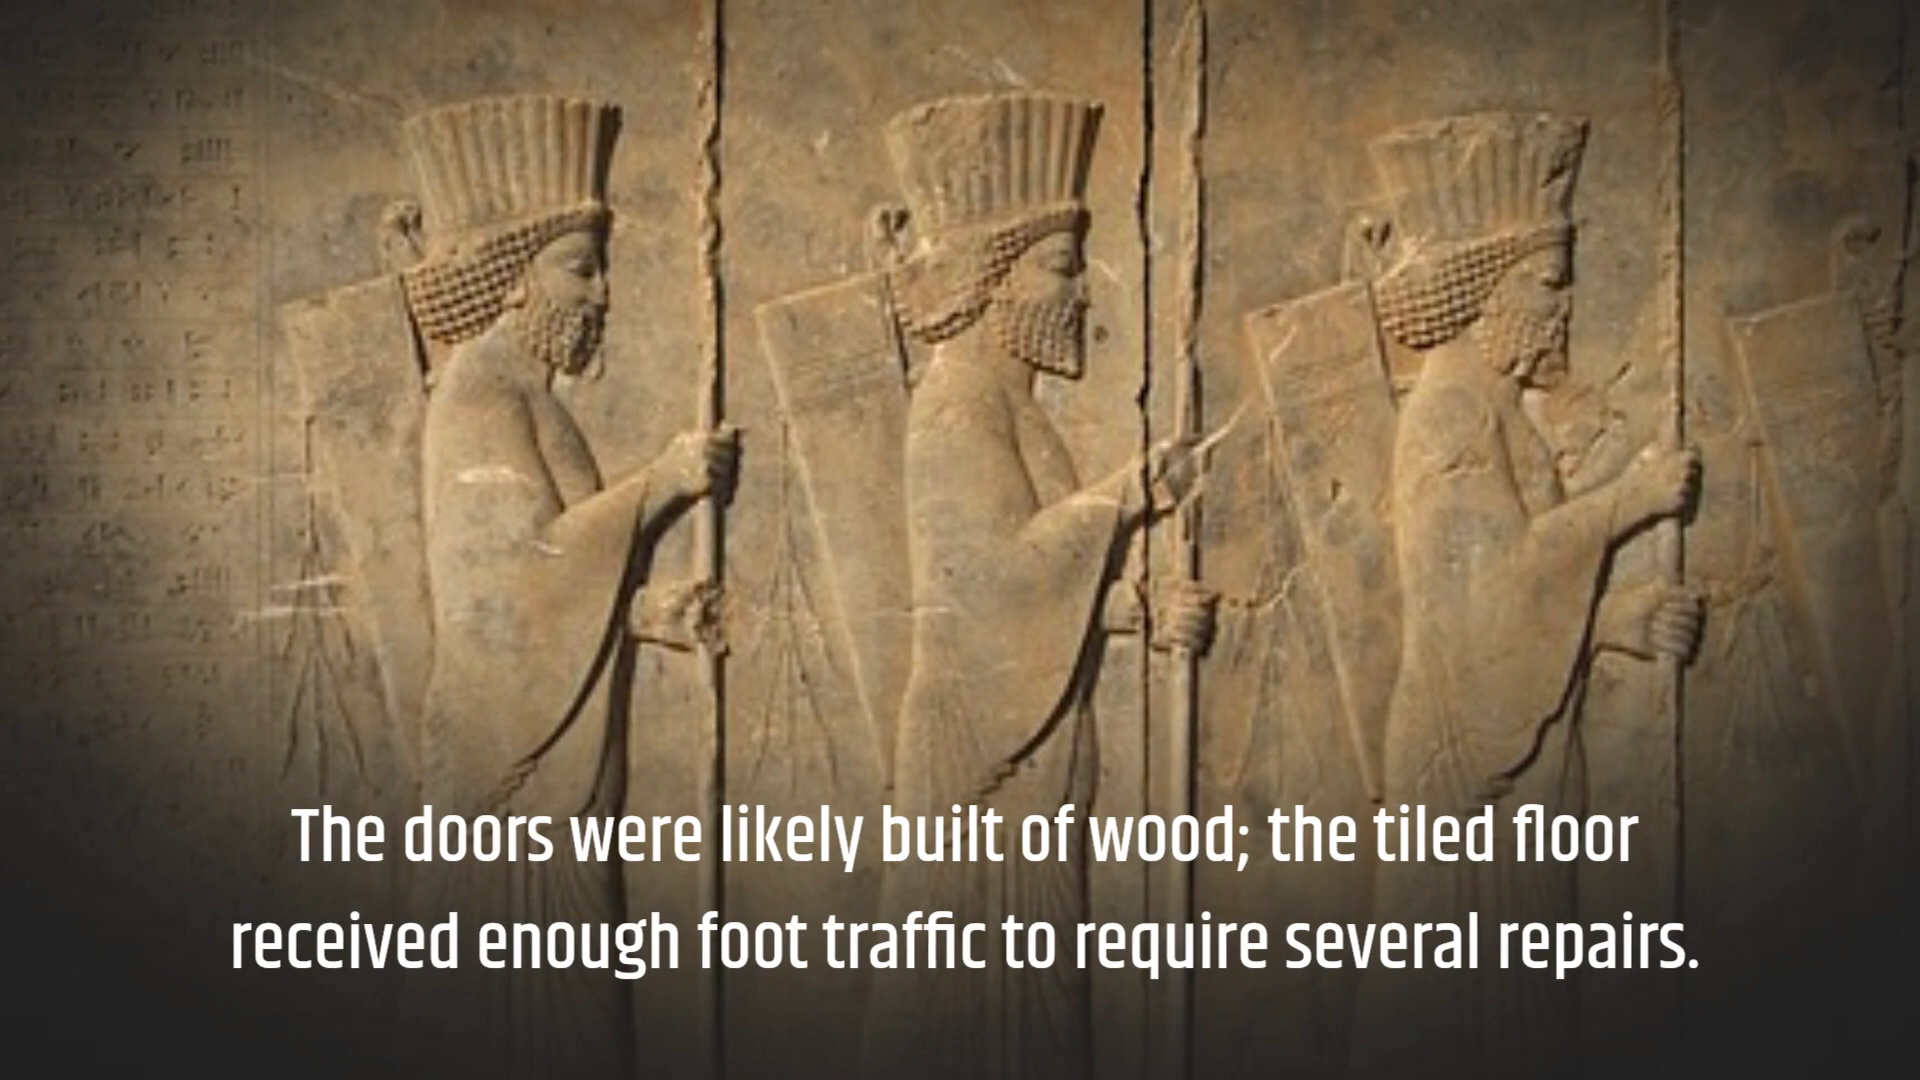 The doors were likely built of wood; the tiled floor
received enough foot traffic to require several repairs.